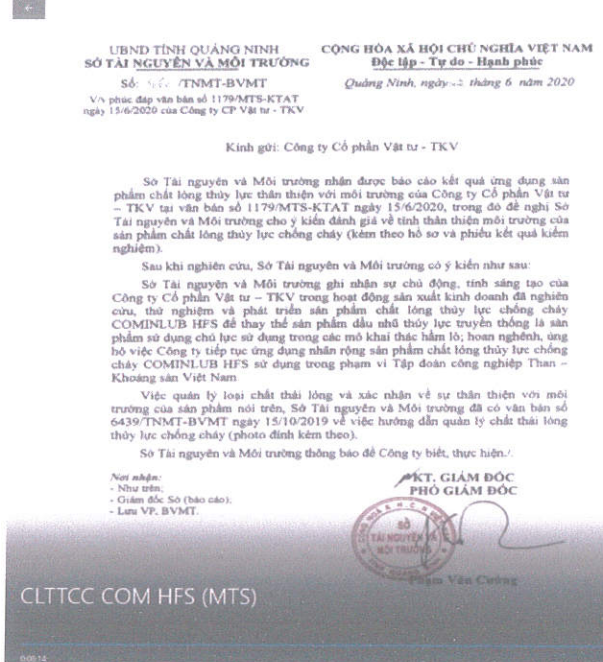 UBND TỈNH QUẢNG NINH
SỞ TÀI NGUYÊN VÀ MÔI TRƯỜNG
CỘNG HÒA XÃ HỘI CHỦ NGHĨA VIỆT NAM
Độc lập - Tự do - Hạnh phúc
Số: /TNMT-BVMT
Quảng Ninh, ngày tháng 6 năm 2020
V/v phúc đáp văn bản số 1179/MTS-KTAT
ngày 15/6/2020 của Công ty CP Vật tư - TKV
Kính gửi: Công ty Cổ phần Vật tư - TKV
Sở Tài nguyên và Môi trường nhận được báo cáo kết quả ứng dụng sản
phẩm chất lỏng thủy lực thân thiện với môi trường của Công ty Cổ phần Vật tư
– TKV tại văn bản số 1179/MTS-KTAT ngày 15/6/2020, trong đó đề nghị Sở
Tài nguyên và Môi trường cho ý kiến đánh giá về tính thân thiện môi trường của
sản phẩm chất lỏng thủy lực chống cháy (kèm theo hồ sơ và phiếu kết quả kiểm
nghiệm).
Sau khi nghiên cứu, Sở Tài nguyên và Môi trường có ý kiến như sau:
Sở Tài nguyên và Môi trường ghi nhận sự chủ động, tính sáng tạo của
Công ty Cổ phần Vật tư – TKV trong hoạt động sản xuất kinh doanh đã nghiên
cứu, thử nghiệm và phát triển sản phẩm chất lỏng thủy lực chống cháy
COMINLUB HFS để thay thế sản phẩm dầu nhũ thủy lực truyền thống là sản
phẩm sử dụng chủ lực sử dụng trong các mỏ khai thác hầm lò; hoan nghênh, ủng
hộ việc Công ty tiếp tục ứng dụng nhân rộng sản phẩm chất lỏng thủy lực chống
cháy COMINLUB HFS sử dụng trong phạm vi Tập đoàn công nghiệp Than –
Khoáng sản Việt Nam
Việc quản lý loại chất thải lỏng và xác nhận về sự thân thiện với môi
trường của sản phẩm nói trên, Sở Tài nguyên và Môi trường đã có văn bản số
6439/TNMT-BVMT ngày 15/10/2019 về việc hướng dẫn quản lý chất thải lỏng
thủy lực chống cháy (photo đính kèm theo).
Sở Tài nguyên và Môi trường thông báo để Công ty biết, thực hiện./.
Nơi nhận:
- Như trên;
- Giám đốc Sở (báo cáo);
- Lưu VP, BVMT.
KT. GIÁM ĐỐC
PHÓ GIÁM ĐỐC
SỞ
TÀI NGUYÊN VÀ
MÔI TRƯỜNG
Phạm Văn Cường
CLTTCC COM HFS (MTS)
0:00:14